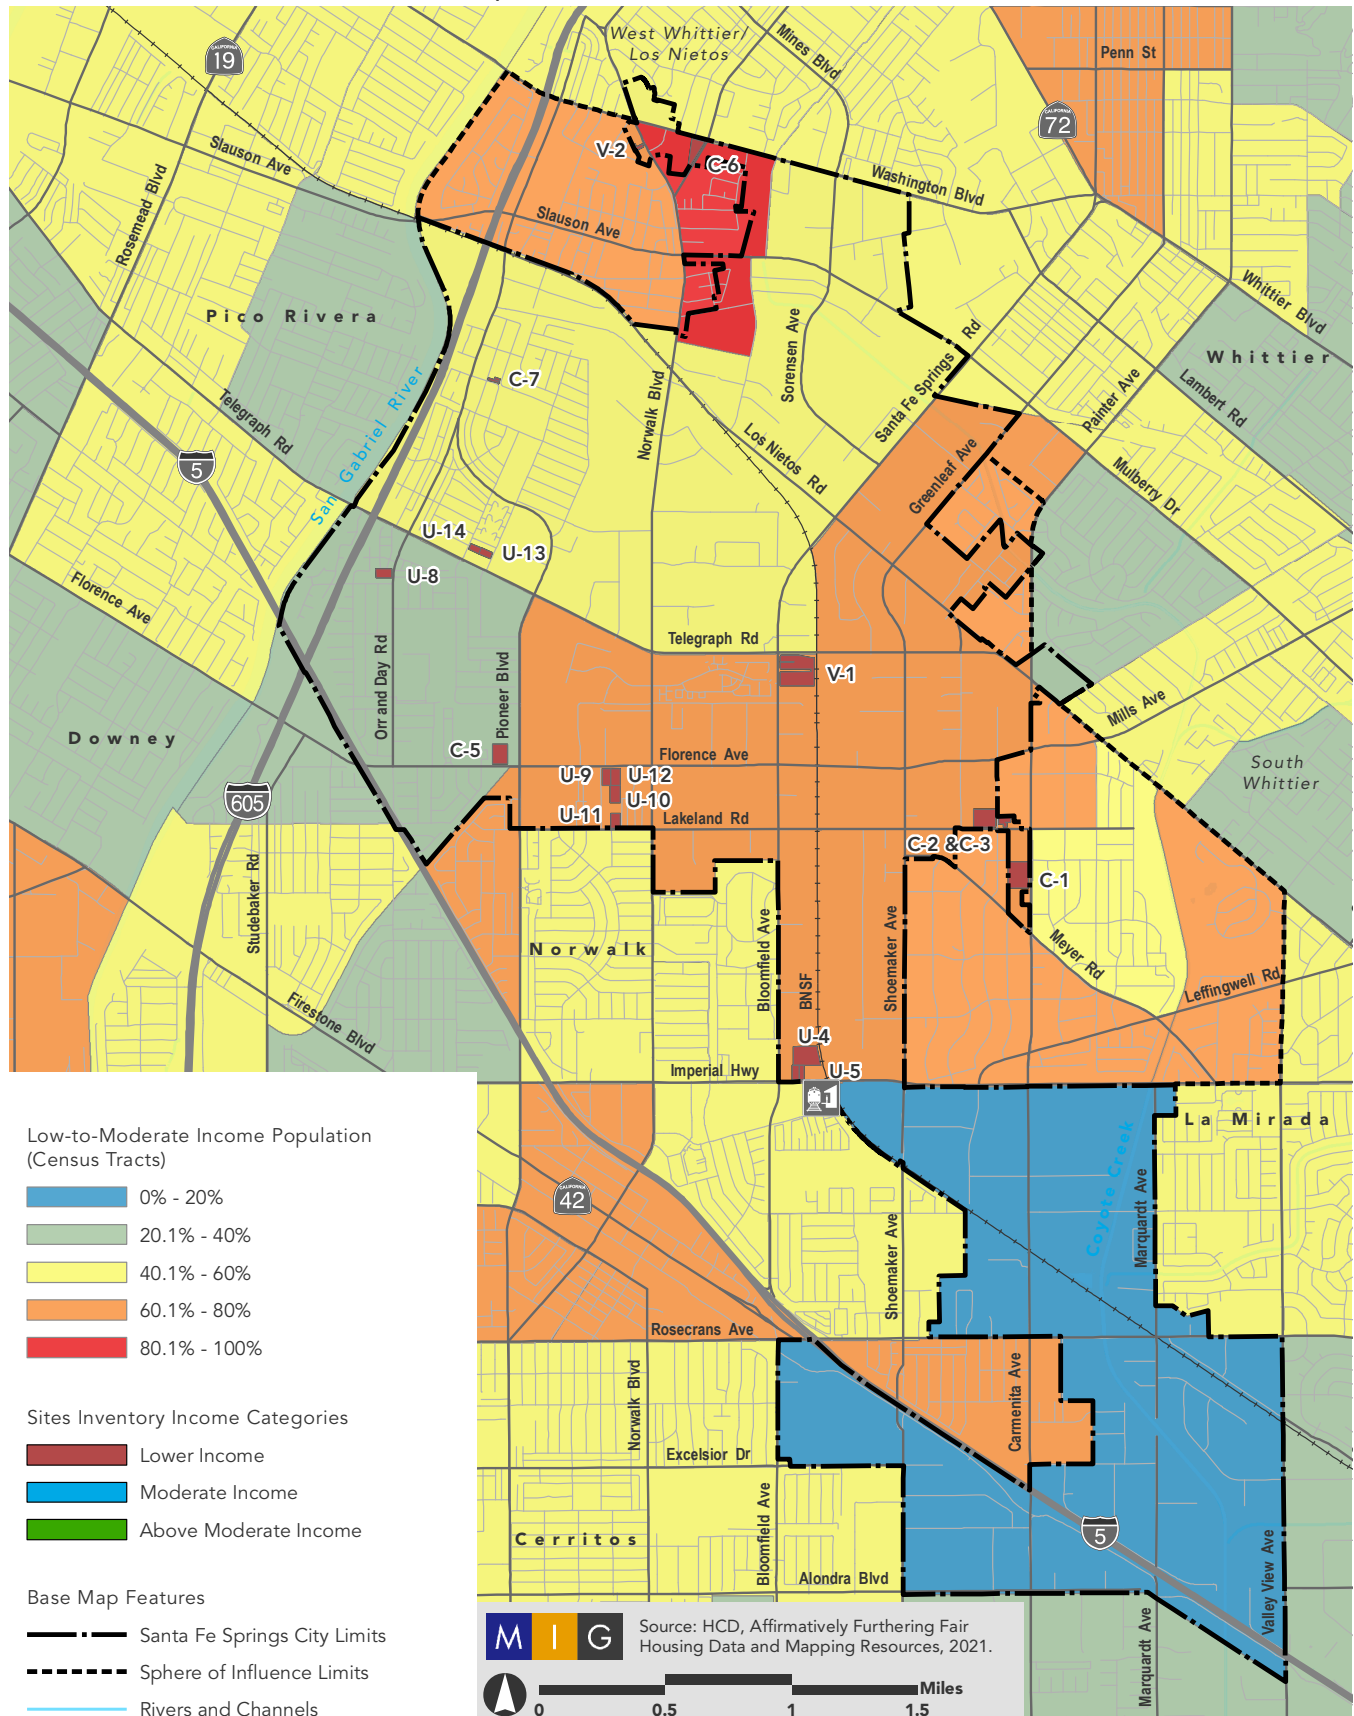 West Whittier/
Los Nietos
Mines Blvd
Penn St
CALIFORNIA
19
CALIFORNIA
72
Slauson Ave
V-2
C-6
Washington Blvd
Rosemead Blvd
Slauson Ave
Whittier Blvd
Pico Rivera
Sorensen Ave
Santa Fe Springs Rd
Whittier
C-7
Norwalk Blvd
Painter Ave
Lambert Rd
Telegraph Rd
San Gabriel River
Los Nietos Rd
Greenleaf Ave
Mulberry Dr
5
U-14
U-13
U-8
Florence Ave
Telegraph Rd
Orr and Day Rd
Pioneer Blvd
V-1
Mills Ave
Downey
C-5
Florence Ave
South
Whittier
U-9
U-12
U-10
605
U-11
Lakeland Rd
C-2 &C-3
C-1
Studebaker Rd
Norwalk
Bloomfield Ave
BNSF
Shoemaker Ave
Meyer Rd
Leffingwell Rd
Firestone Blvd
U-4
Imperial Hwy
U-5
La Mirada
Coyote Creek
Marquardt Ave
CALIFORNIA
42
Shoemaker Ave
Rosecrans Ave
Norwalk Blvd
Carmenita Ave
Excelsior Dr
Bloomfield Ave
Cerritos
5
Alondra Blvd
Valley View Ave
Marquardt Ave
Low-to-Moderate Income Population
(Census Tracts)
0% - 20%
20.1% - 40%
40.1% - 60%
60.1% - 80%
80.1% - 100%
Sites Inventory Income Categories
Lower Income
Moderate Income
Above Moderate Income
Base Map Features
Santa Fe Springs City Limits
Sphere of Influence Limits
Rivers and Channels
M I G
Source: HCD, Affirmatively Furthering Fair
Housing Data and Mapping Resources, 2021.
Miles
0 0.5 1 1.5